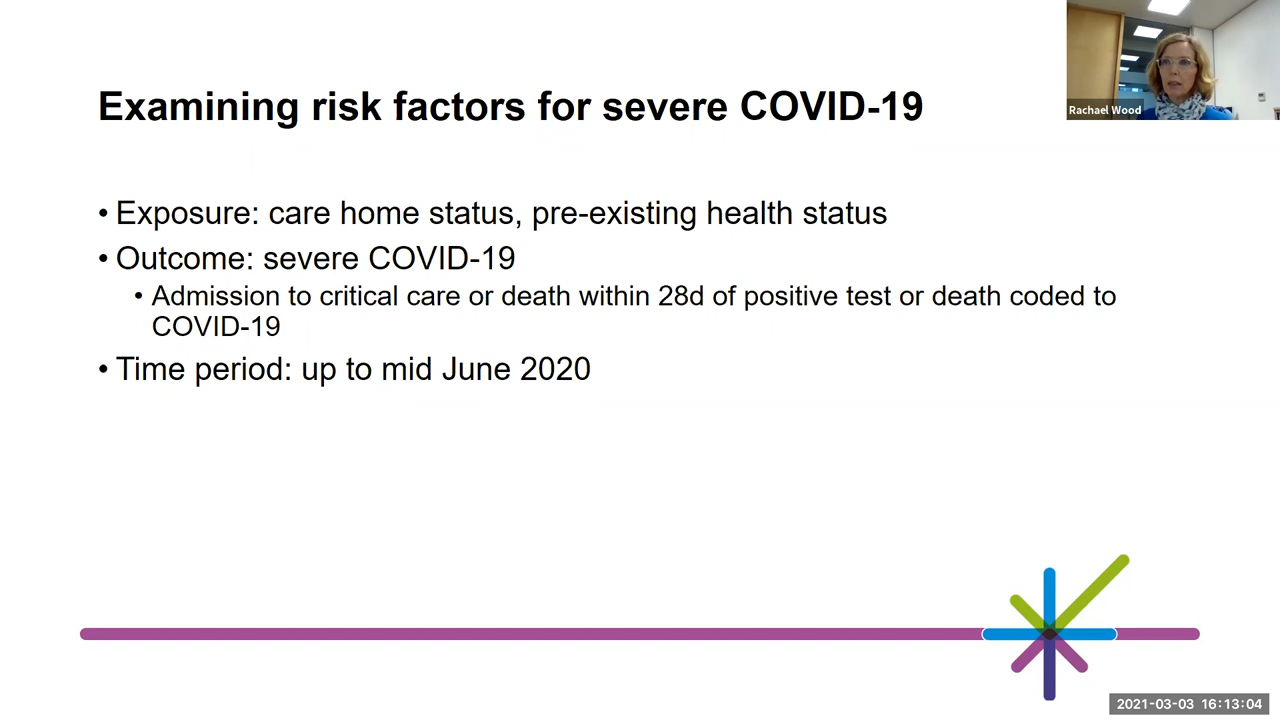 Examining risk factors for severe COVID-19
Rachael Wood
• Exposure: care home status, pre-existing health status
• Outcome: severe COVID-19
• Admission to critical care or death within 28d of positive test or death coded to
COVID-19
• Time period: up to mid June 2020
2021-03-03 16:13:04